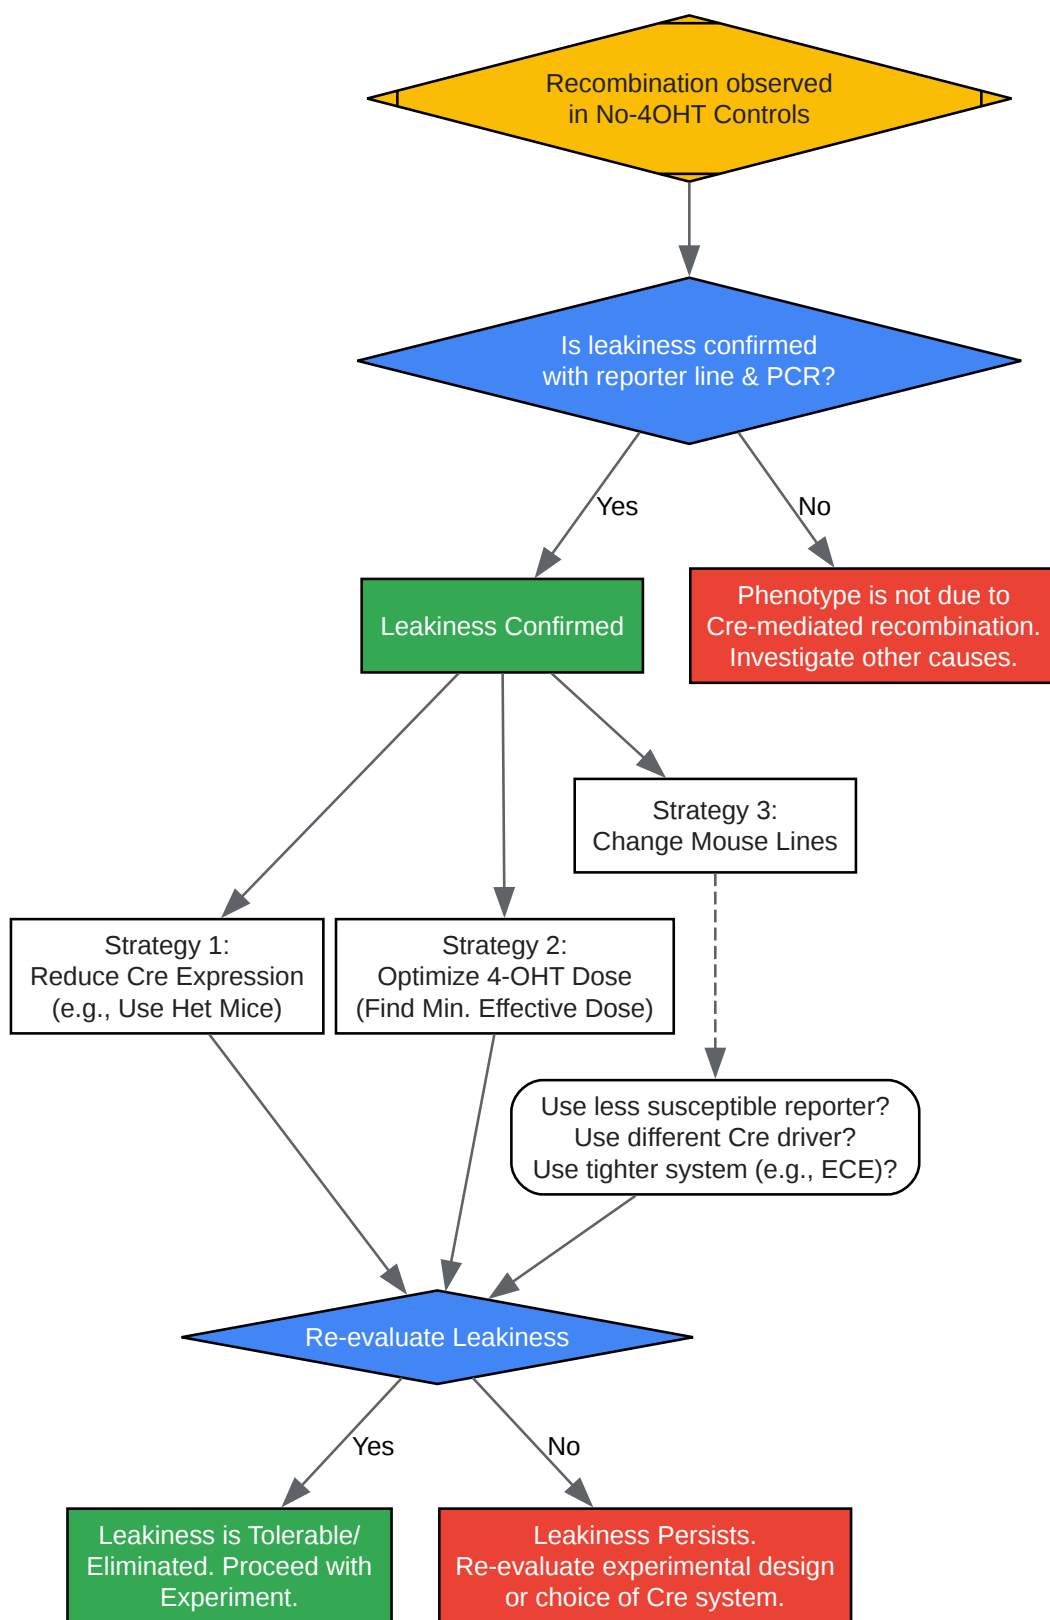 Recombination observed
in No-4OHT Controls
Is leakiness confirmed
with reporter line & PCR?
Yes
No
Leakiness Confirmed
Phenotype is not due to
Cre-mediated recombination.
Investigate other causes.
Strategy 3:
Change Mouse Lines
Strategy 1:
Reduce Cre Expression
(e.g., Use Het Mice)
Strategy 2:
Optimize 4-OHT Dose
(Find Min. Effective Dose)
Use less susceptible reporter?
Use different Cre driver?
Use tighter system (e.g., ECE)?
Re-evaluate Leakiness
Yes
No
Leakiness is Tolerable/
Eliminated. Proceed with
Experiment.
Leakiness Persists.
Re-evaluate experimental design
or choice of Cre system.